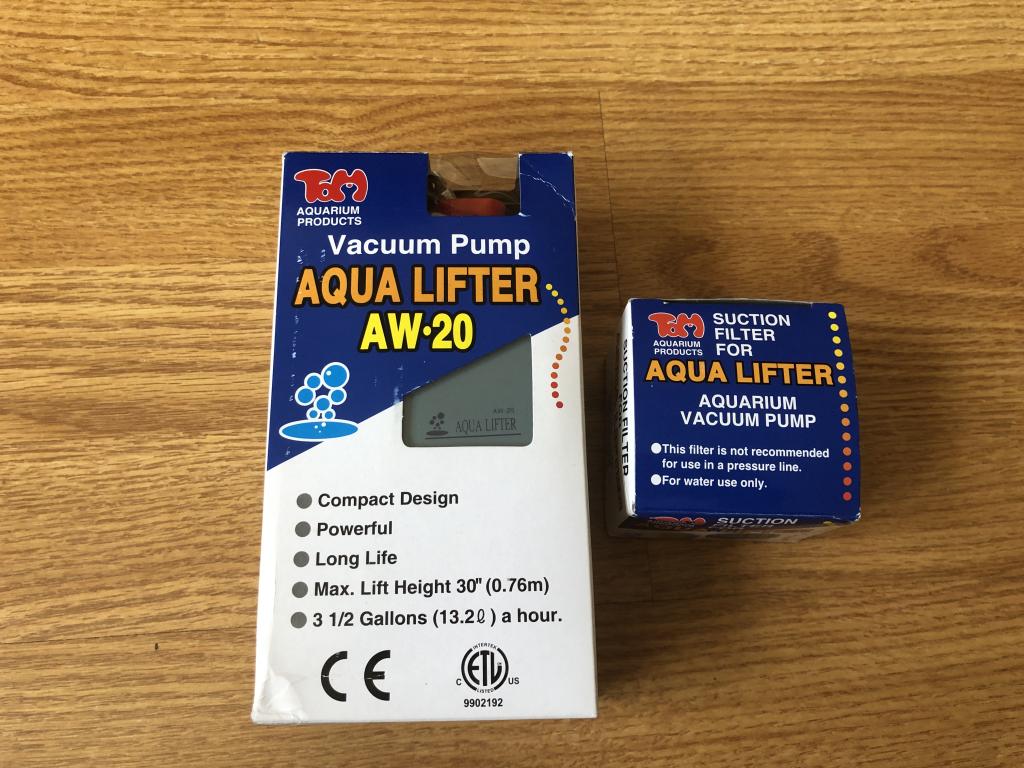 TOM
AQUARIUM
PRODUCTS
Vacuum Pump
AQUA LIFTER
AW·20
AW-20
AQUA LIFTER
Compact Design
Powerful
Long Life
Max. Lift Height 30" (0.76m)
3 1/2 Gallons (13.2ℓ) a hour.
CE
INTERTEK
C ETL US
LISTED
9902192
TOM
AQUARIUM
PRODUCTS
SUCTION
FILTER
FOR
AQUA LIFTER
AQUARIUM
VACUUM PUMP
●This filter is not recommended
for use in a pressure line.
●For water use only.
SUCTION FILTER
TOM SUCTION